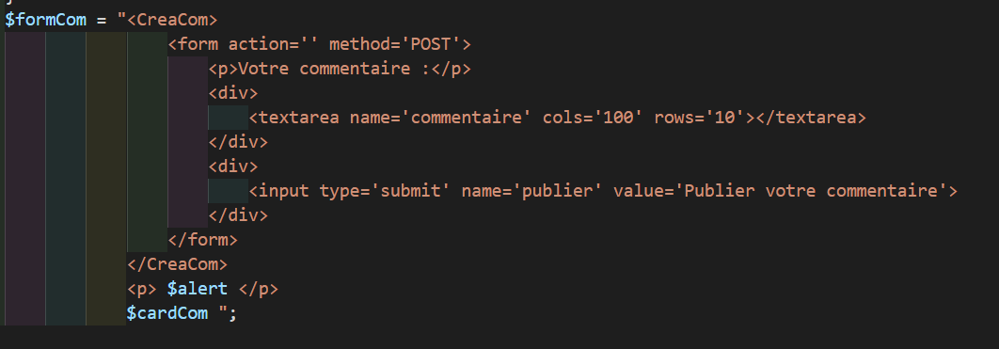 $formCom = "<CreaCom>
<form action='' method='POST'>
<p>Votre commentaire :</p>
<div>
<textarea name='commentaire' cols='100' rows='10'></textarea>
</div>
<div>
<input type='submit' name='publier' value='Publier votre commentaire'>
</div>
</form>
</CreaCom>
<p> $alert </p>
$cardCom ";